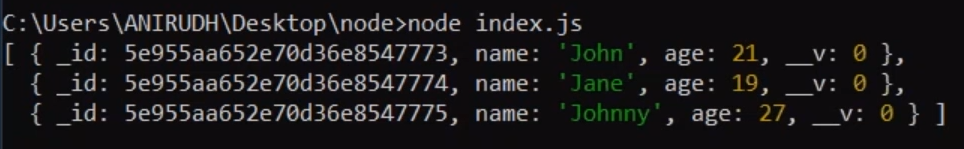 C:\Users\ANIRUDH\Desktop\node>node index.js
[ { _id: 5e955aa652e70d36e8547773, name: 'John', age: 21, __v: 0 },
  { _id: 5e955aa652e70d36e8547774, name: 'Jane', age: 19, __v: 0 },
  { _id: 5e955aa652e70d36e8547775, name: 'Johnny', age: 27, __v: 0 } ]